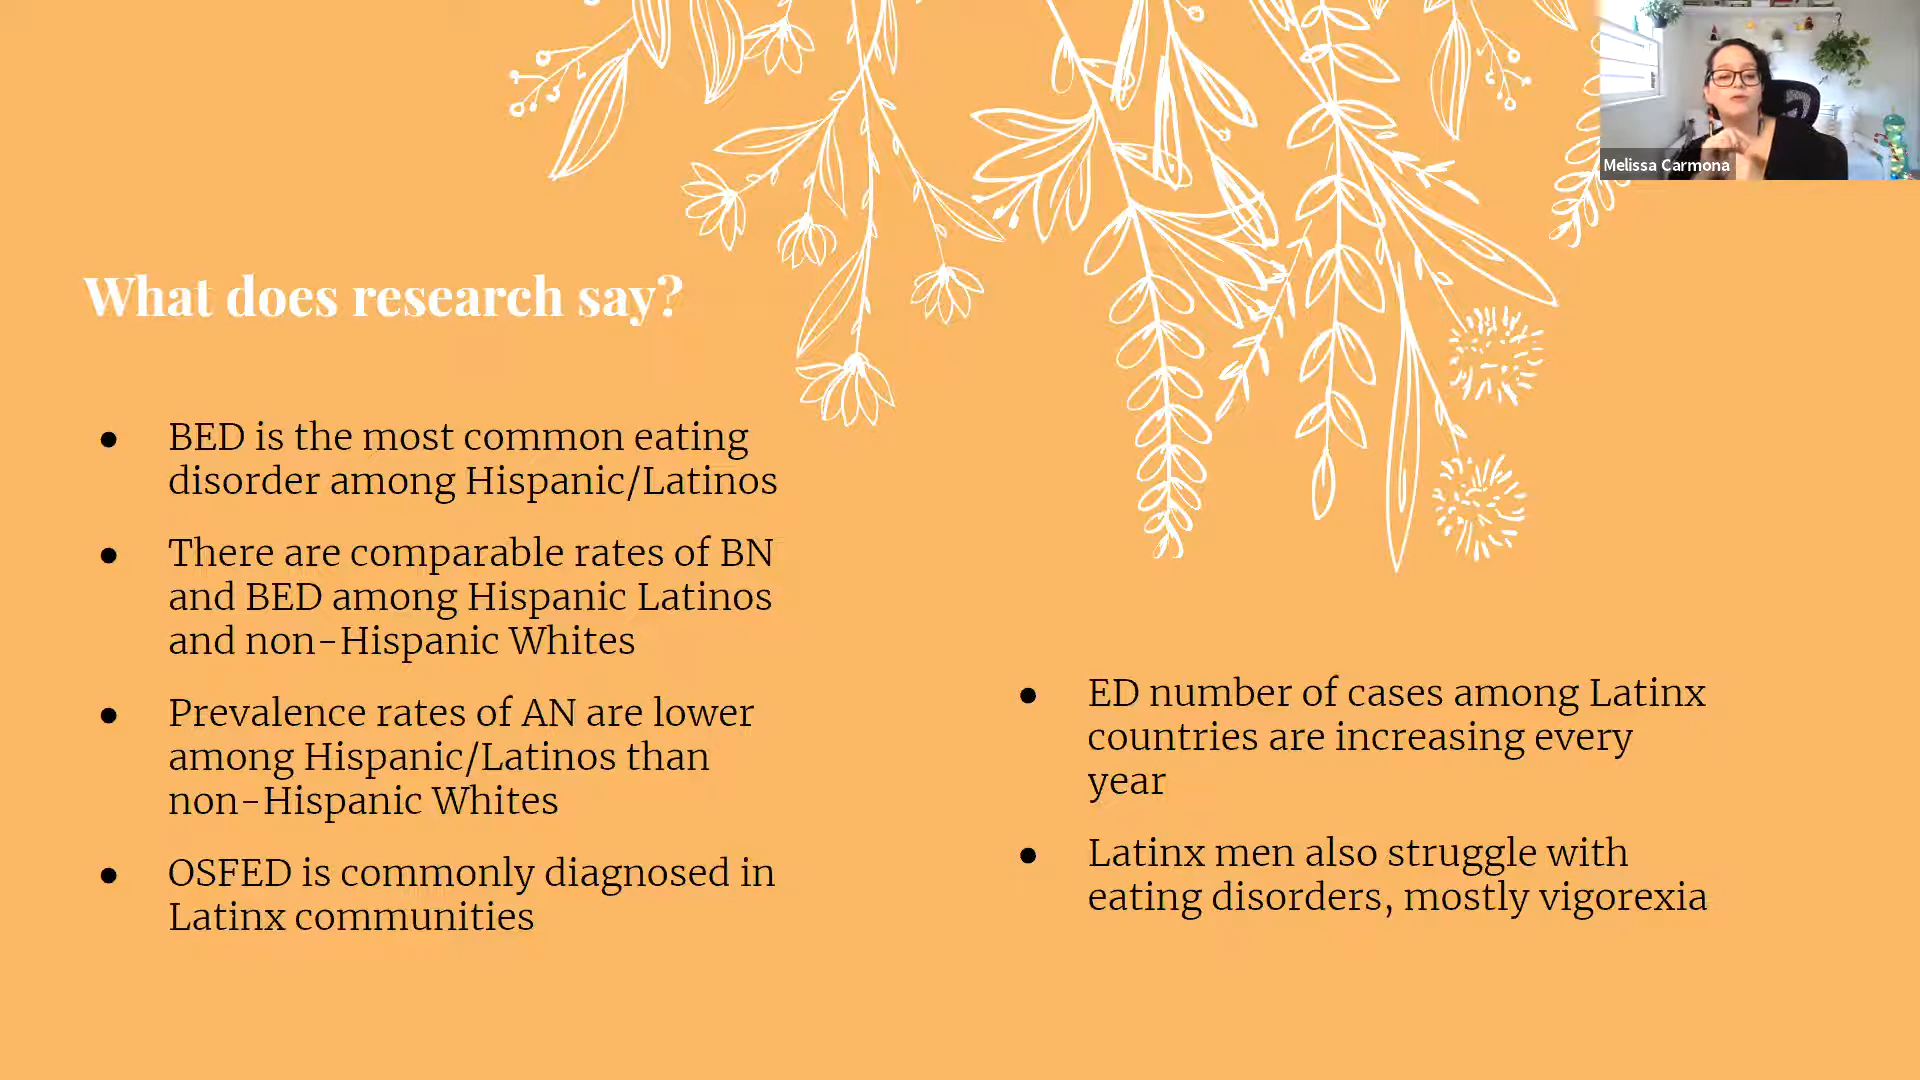 What does research say?
● BED is the most common eating
disorder among Hispanic/Latinos
● There are comparable rates of BN
and BED among Hispanic Latinos
and non-Hispanic Whites
● Prevalence rates of AN are lower
among Hispanic/Latinos than
non-Hispanic Whites
● OSFED is commonly diagnosed in
Latinx communities
● ED number of cases among Latinx
countries are increasing every
year
● Latinx men also struggle with
eating disorders, mostly vigorexia
Melissa Carmona